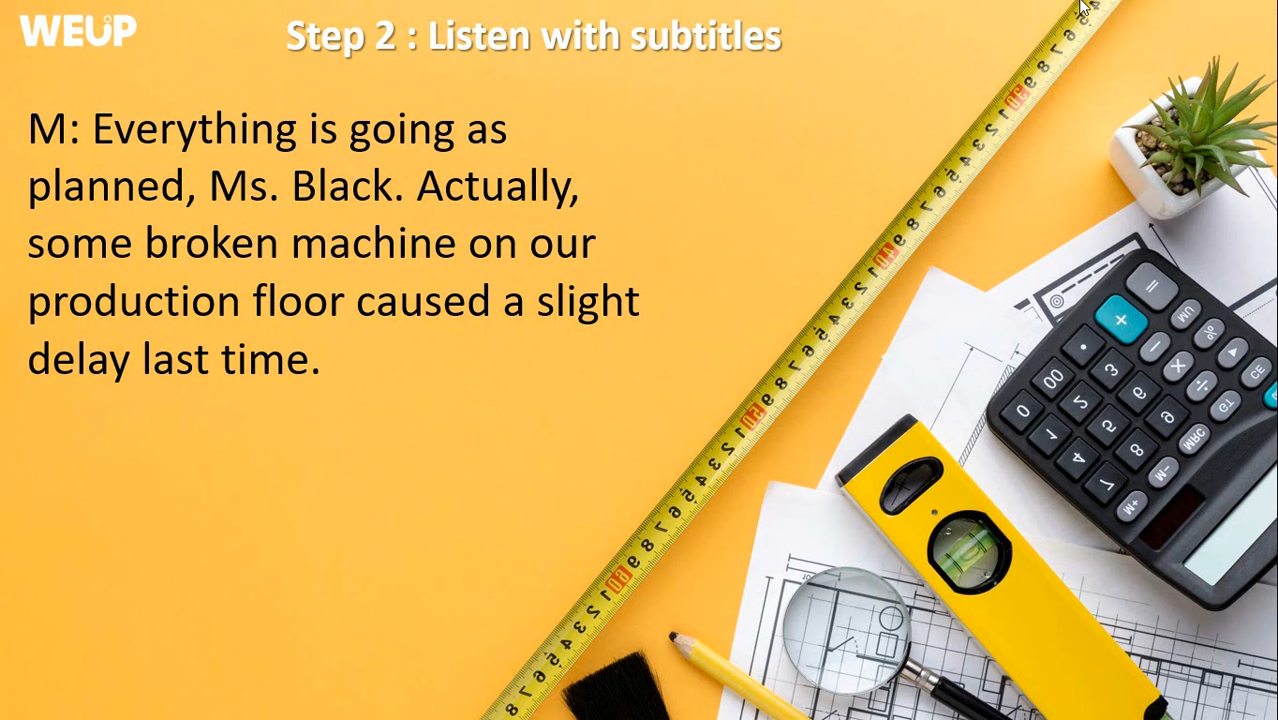 WEUP
Step 2 : Listen with subtitles
M: Everything is going as
planned, Ms. Black. Actually,
some broken machine on our
production floor caused a slight
delay last time.